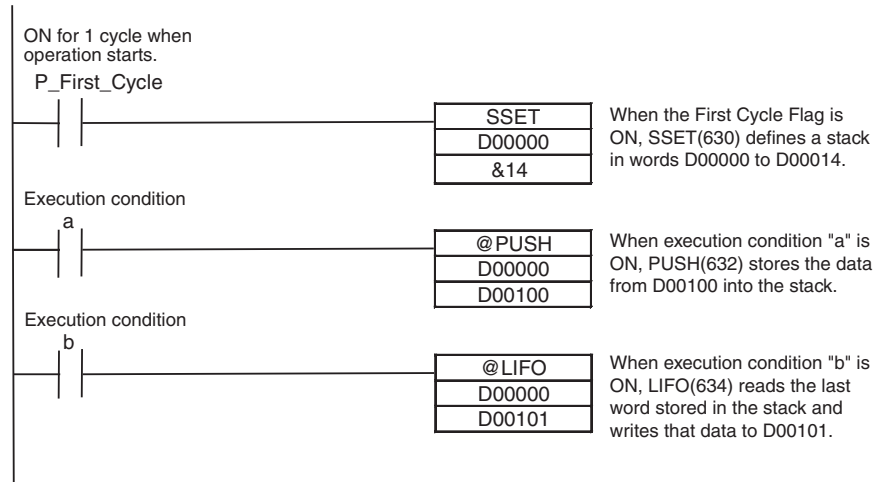 ON for 1 cycle when
operation starts.
P_First_Cycle
SSET
D00000
&14
When the First Cycle Flag is
ON, SSET(630) defines a stack
in words D00000 to D00014.
Execution condition
a
@PUSH
D00000
D00100
When execution condition "a" is
ON, PUSH(632) stores the data
from D00100 into the stack.
Execution condition
b
@LIFO
D00000
D00101
When execution condition "b" is
ON, LIFO(634) reads the last
word stored in the stack and
writes that data to D00101.